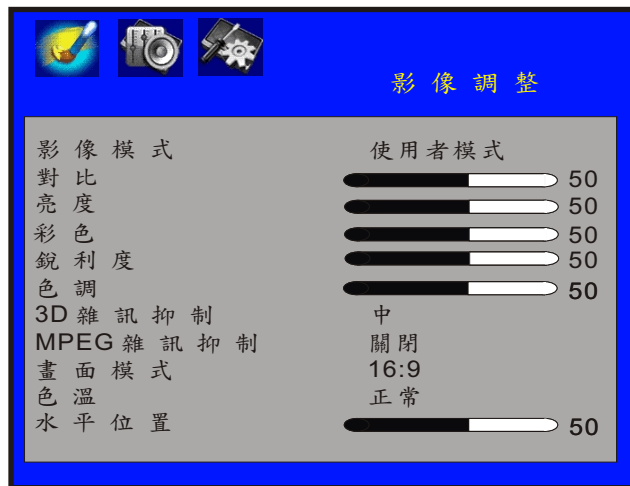 影像調整
影像模式 使用者模式
對比 50
亮度 50
彩色 50
銳利度 50
色調 50
3D雜訊抑制 中
MPEG雜訊抑制 關閉
畫面模式 16:9
色溫 正常
水平位置 50